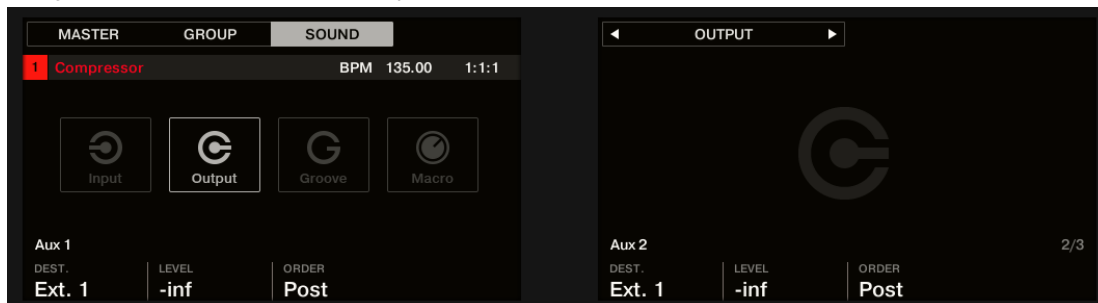 MASTER GROUP SOUND
1 Compressor BPM 135.00 1:1:1
Input Output Groove Macro
Aux 1
DEST. LEVEL ORDER
Ext. 1 -inf Post
OUTPUT
Aux 2 2/3
DEST. LEVEL ORDER
Ext. 1 -inf Post